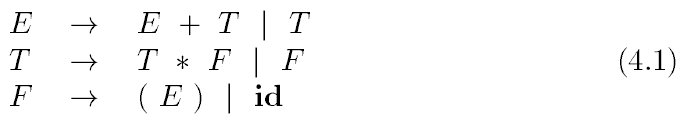 E → E + T | T
T → T * F | F (4.1)
F → ( E ) | id